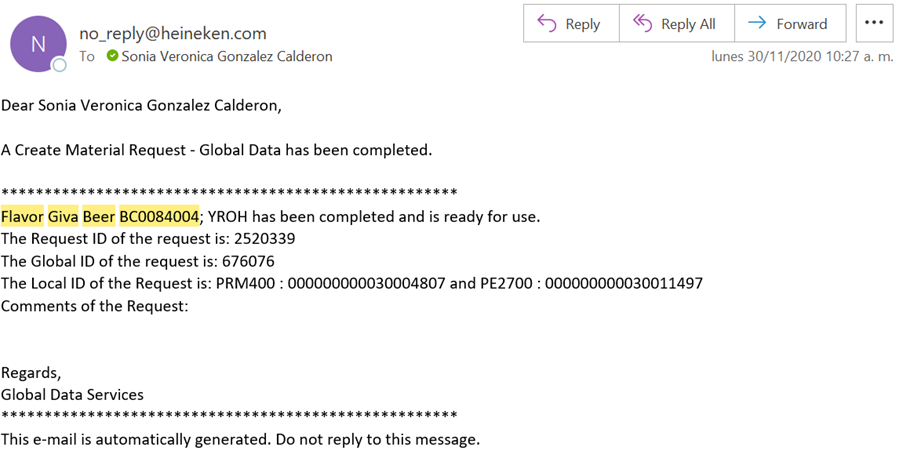 N
no_reply@heineken.com
To Sonia Veronica Gonzalez Calderon
Reply Reply All Forward ...
lunes 30/11/2020 10:27 a. m.
Dear Sonia Veronica Gonzalez Calderon,
A Create Material Request - Global Data has been completed.
*****************************************************
Flavor Giva Beer BC0084004; YROH has been completed and is ready for use.
The Request ID of the request is: 2520339
The Global ID of the request is: 676076
The Local ID of the Request is: PRM400 : 000000000030004807 and PE2700 : 000000000030011497
Comments of the Request:
Regards,
Global Data Services
*****************************************************
This e-mail is automatically generated. Do not reply to this message.